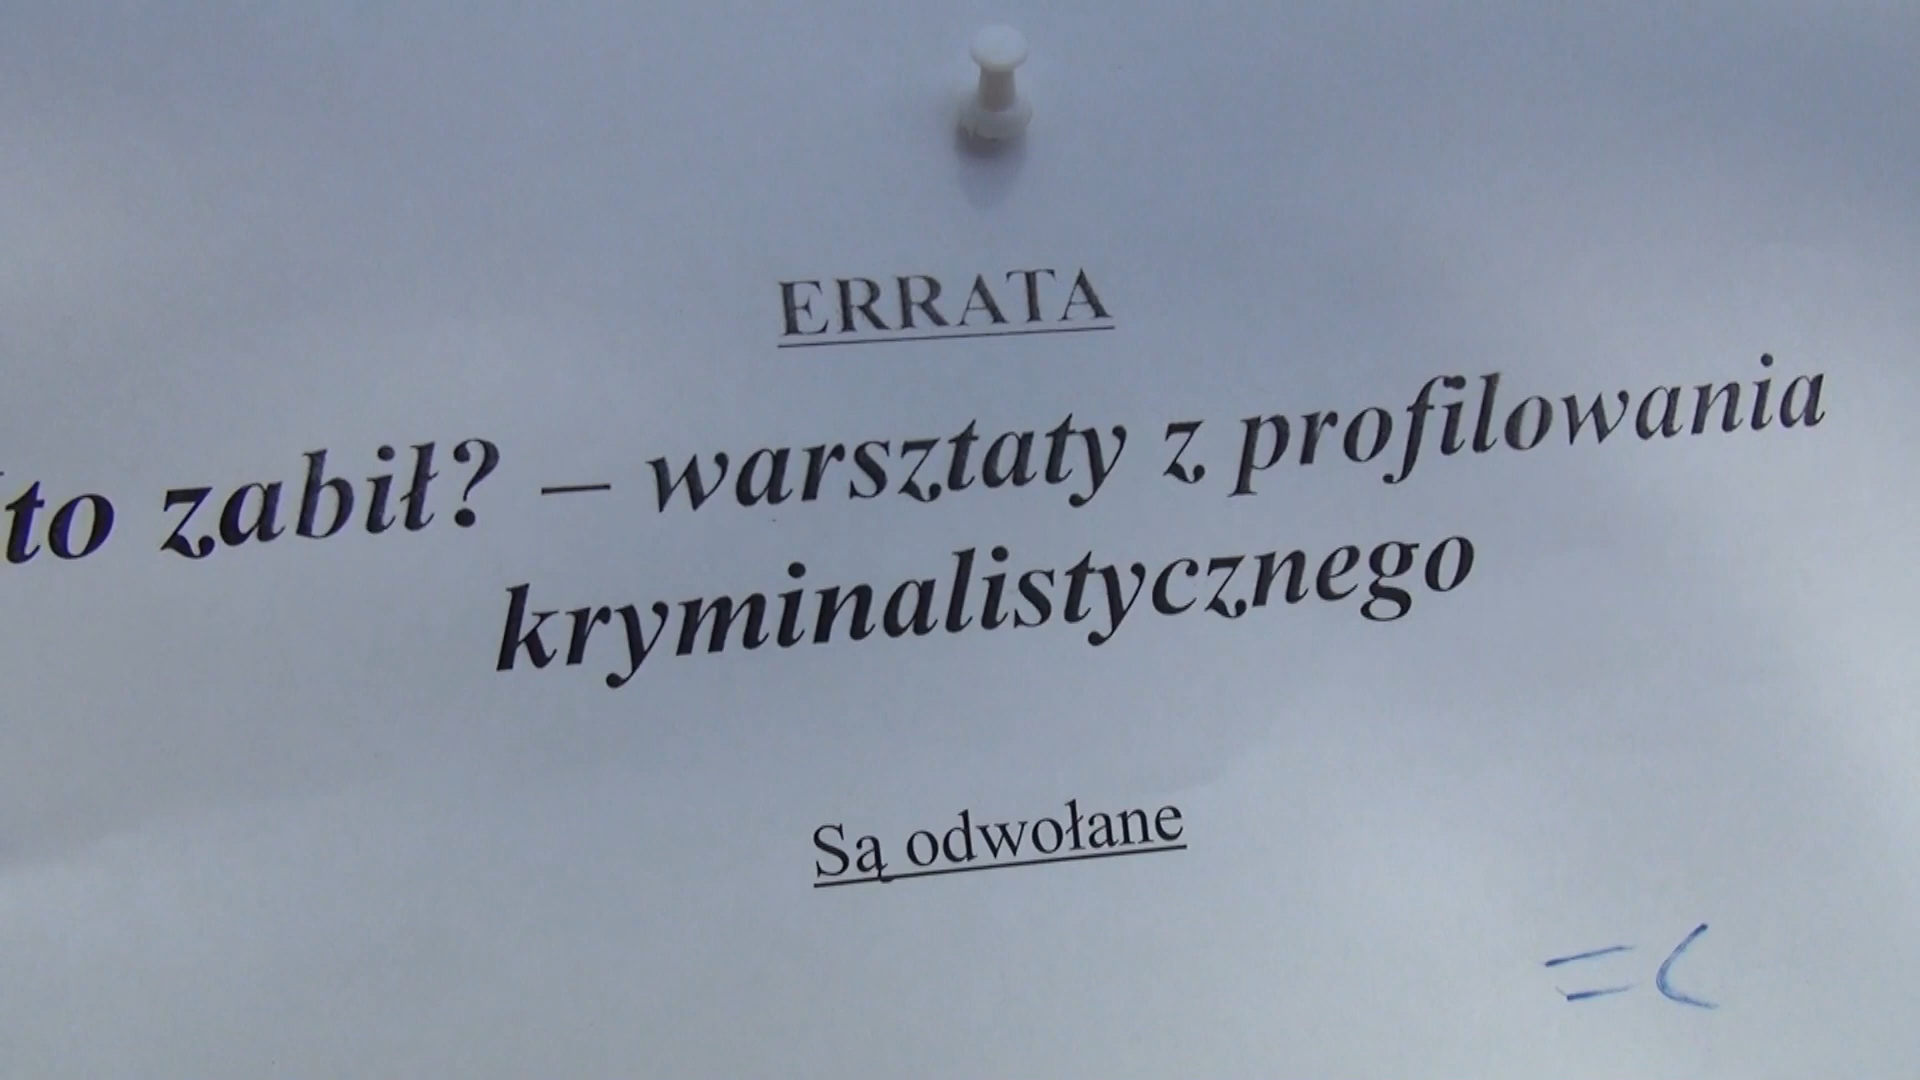 ERRATA
to zabił? – warsztaty z profilowania
kryminalistycznego
Są odwołane
=(